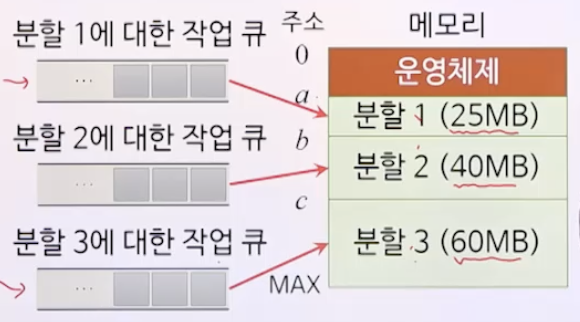 분할 1에 대한 작업 큐
...
분할 2에 대한 작업 큐
...
분할 3에 대한 작업 큐
...
주소
0
a
b
c
MAX
메모리
운영체제
분할 1 (25MB)
분할 2 (40MB)
분할 3 (60MB)